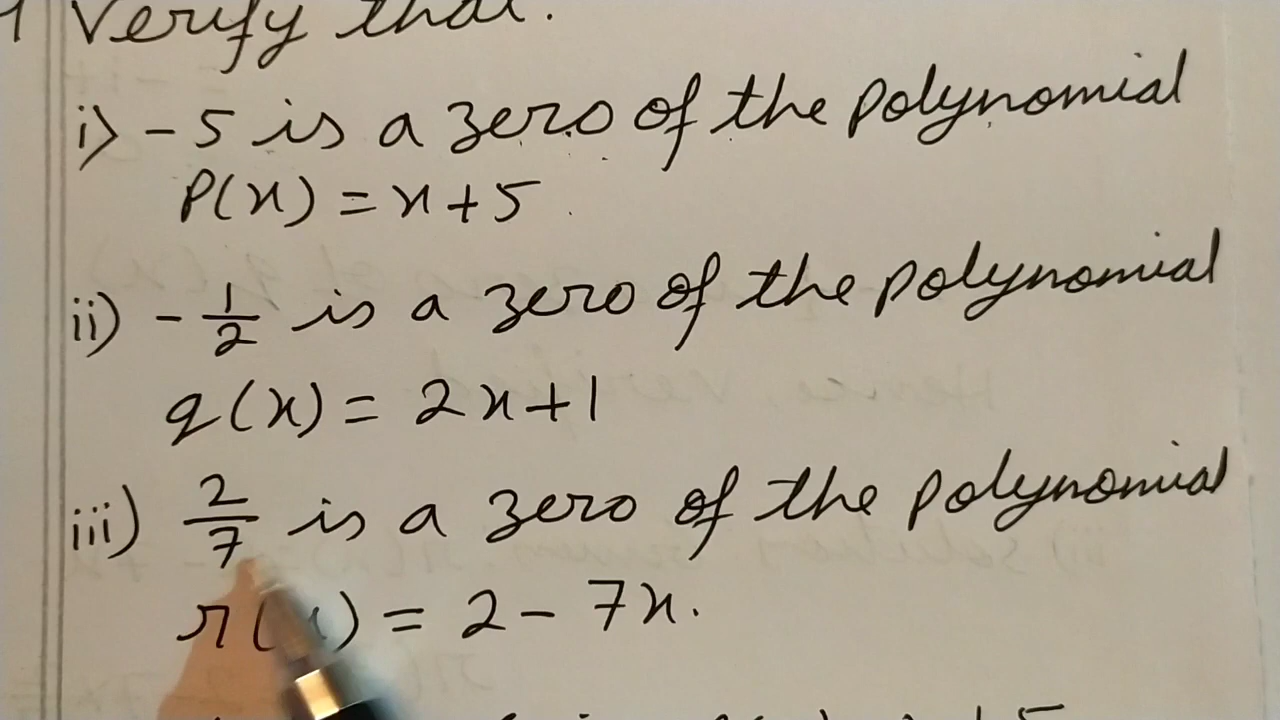 1 Verify that:
i) -5 is a zero of the polynomial
P(x) = x+5
ii) -1/2 is a zero of the polynomial
q(x) = 2x+1
iii) 2/7 is a zero of the polynomial
r(x) = 2 - 7x.